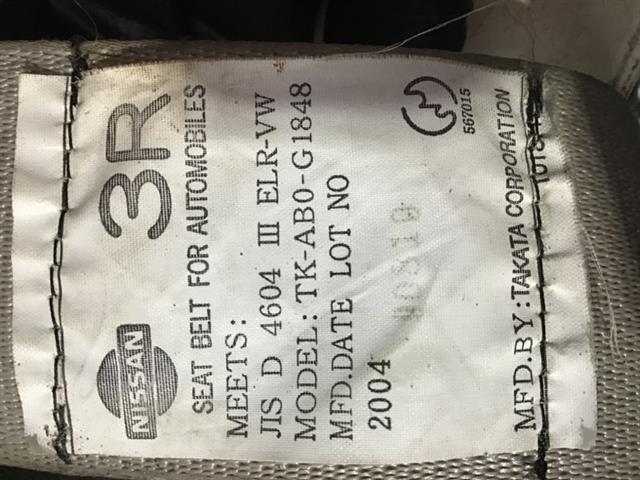 NISSAN 3R
SEAT BELT FOR AUTOMOBILES
MEETS:
JIS D 4604 III ELR-VW
MODEL:TK-AB0-G1848
MFD.DATE LOT NO
2004
567015
MFD.BY:TAKATA CORPORATION